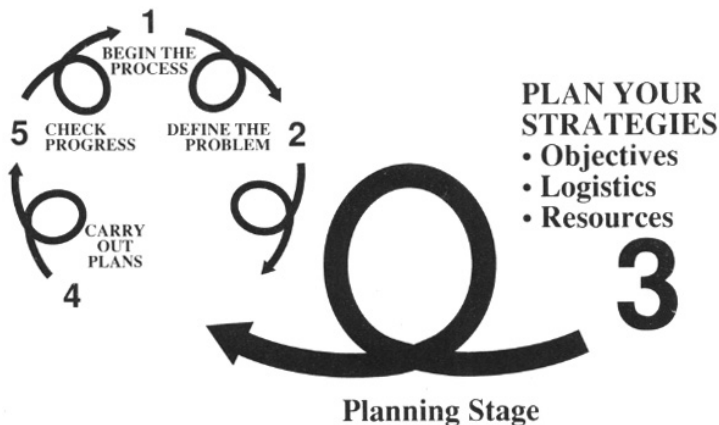 1
BEGIN THE
PROCESS
5
CHECK
PROGRESS
DEFINE THE
PROBLEM
2
CARRY
OUT
PLANS
4
PLAN YOUR
STRATEGIES
• Objectives
• Logistics
• Resources
3
Planning Stage